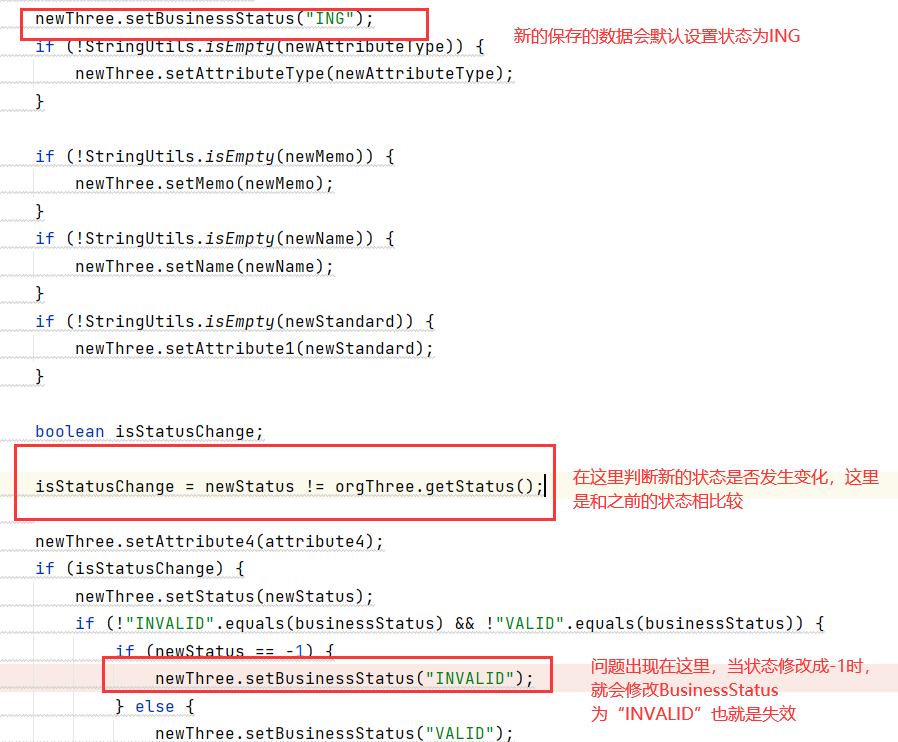 newThree.setBusinessStatus("ING");
新的保存的数据会默认设置状态为ING
if (!StringUtils.isEmpty(newAttributeType)) {
newThree.setAttributeType(newAttributeType);
}
if (!StringUtils.isEmpty(newMemo)) {
newThree.setMemo(newMemo);
}
if (!StringUtils.isEmpty(newName)) {
newThree.setName(newName);
}
if (!StringUtils.isEmpty(newStandard)) {
newThree.setAttribute1(newStandard);
}
boolean isStatusChange;
isStatusChange = newStatus != orgThree.getStatus();
在这里判断新的状态是否发生变化，这里
是和之前的状态相比较
newThree.setAttribute4(attribute4);
if (isStatusChange) {
newThree.setStatus(newStatus);
if (!"INVALID".equals(businessStatus) && !"VALID".equals(businessStatus)) {
if (newStatus == -1) {
newThree.setBusinessStatus("INVALID");
问题出现在这里，当状态修改成-1时，
就会修改BusinessStatus
为“INVALID”也就是失效
} else {
newThree.setBusinessStatus("VALID");